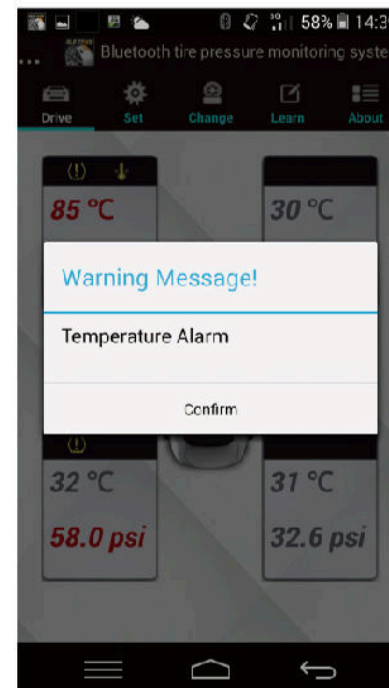 58% 14:3
Bluetooth tire pressure monitoring syste
Drive Set Change Learn About
85 °C 30 °C
Warning Message!
Temperature Alarm
Confirm
32 °C 31 °C
58.0 psi 32.6 psi